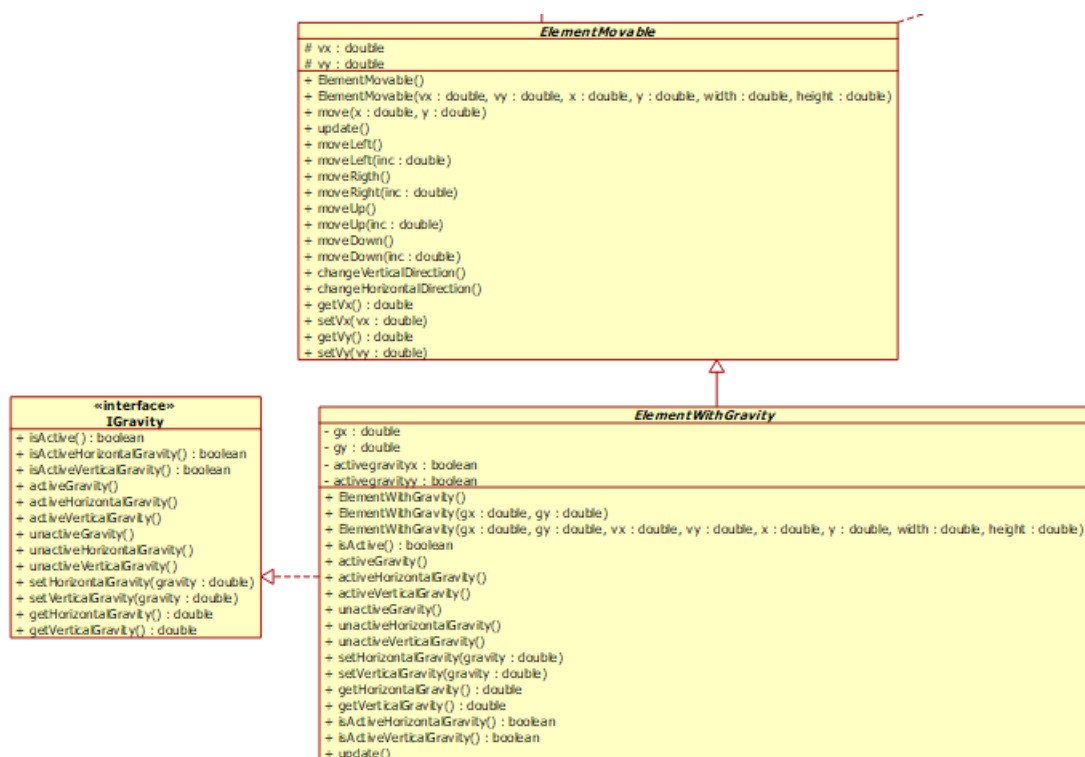 ElementMovable
# vx : double
# vy : double
+ ElementMovable()
+ ElementMovable(vx : double, vy : double, x : double, y : double, width : double, height : double)
+ move(x : double, y : double)
+ update()
+ moveLeft()
+ moveLeft(inc : double)
+ moveRigth()
+ moveRight(inc : double)
+ moveUp()
+ moveUp(inc : double)
+ moveDown()
+ moveDown(inc : double)
+ changeVerticalDirection()
+ changeHorizontalDirection()
+ getVx() : double
+ setVx(vx : double)
+ getVy() : double
+ setVy(vy : double)
«interface»
IGravity
+ isActive() : boolean
+ isActiveHorizontalGravity() : boolean
+ isActiveVerticalGravity() : boolean
+ activeGravity()
+ activeHorizontalGravity()
+ activeVerticalGravity()
+ unactiveGravity()
+ unactiveHorizontalGravity()
+ unactiveVerticalGravity()
+ setHorizontalGravity(gravity : double)
+ setVerticalGravity(gravity : double)
+ getHorizontalGravity() : double
+ getVerticalGravity() : double
ElementWithGravity
- gx : double
- gy : double
- activegravityx : boolean
- activegravityy : boolean
+ ElementWithGravity()
+ ElementWithGravity(gx : double, gy : double)
+ ElementWithGravity(gx : double, gy : double, vx : double, vy : double, x : double, y : double, width : double, height : double)
+ isActive() : boolean
+ activeGravity()
+ activeHorizontalGravity()
+ activeVerticalGravity()
+ unactiveGravity()
+ unactiveHorizontalGravity()
+ unactiveVerticalGravity()
+ setHorizontalGravity(gravity : double)
+ setVerticalGravity(gravity : double)
+ getHorizontalGravity() : double
+ getVerticalGravity() : double
+ isActiveHorizontalGravity() : boolean
+ isActiveVerticalGravity() : boolean
+ update()